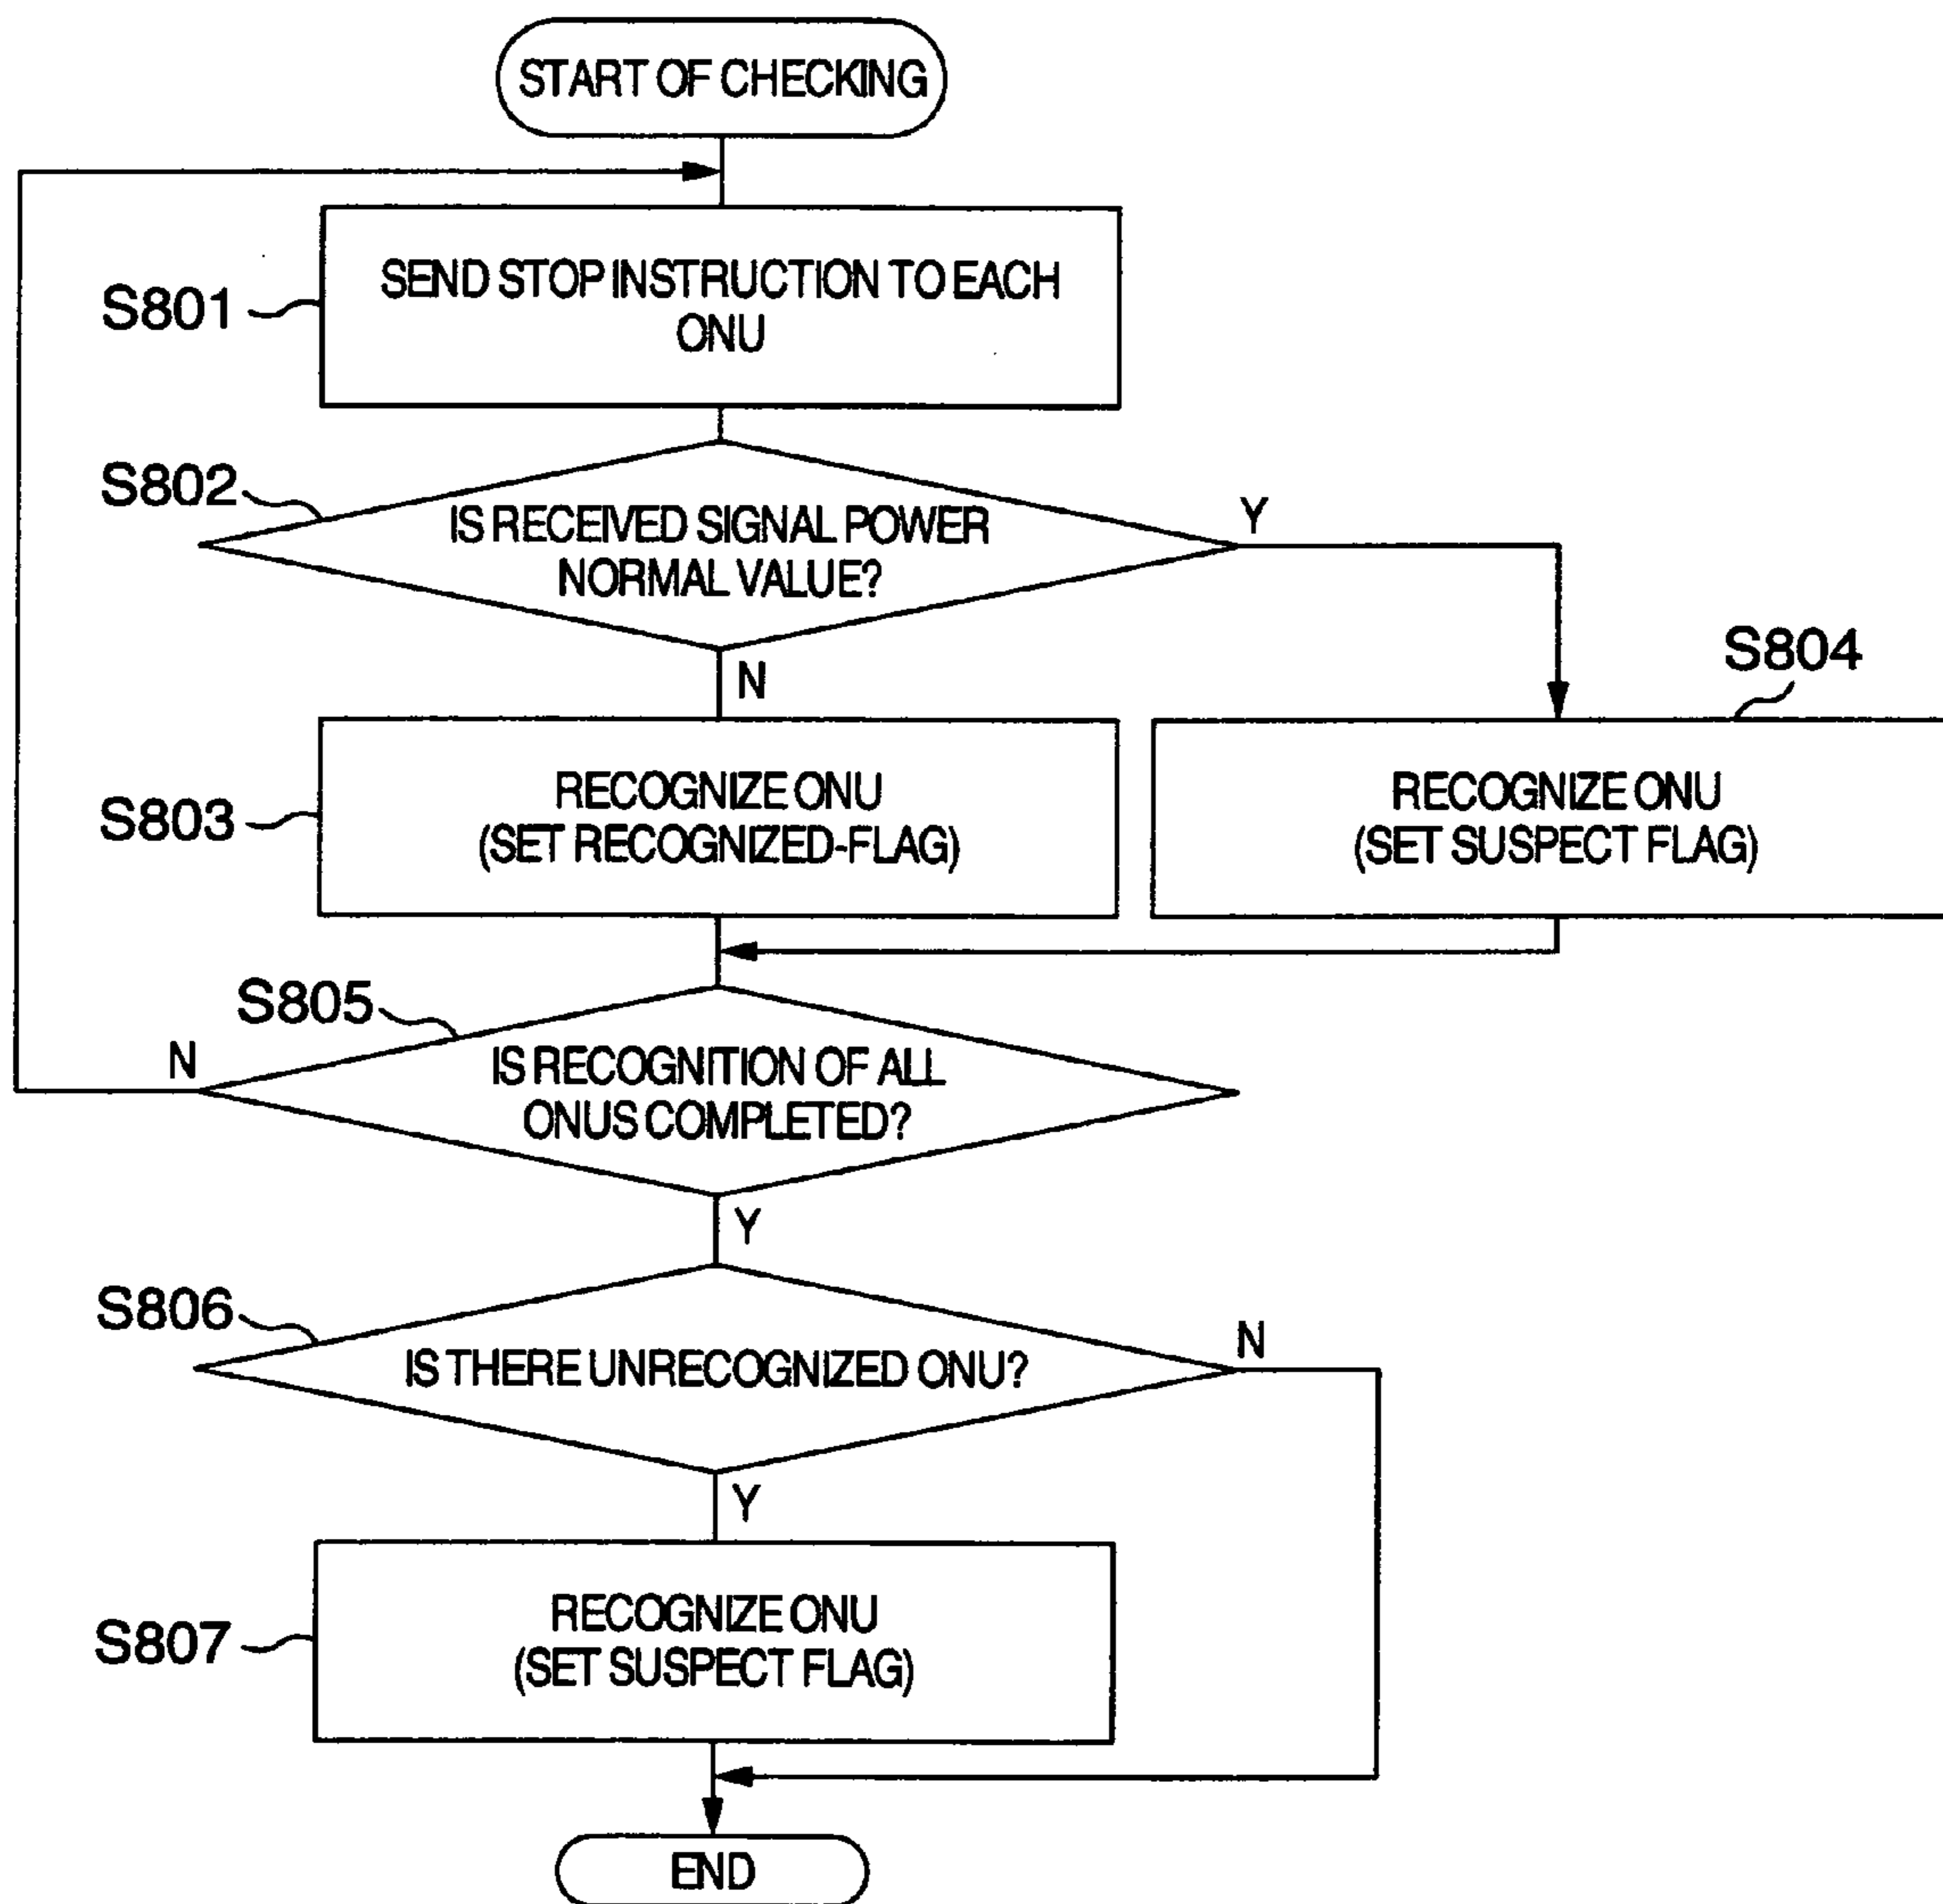 START OF CHECKING
S801
SEND STOP INSTRUCTION TO EACH
ONU
S802
IS RECEIVED SIGNAL POWER
NORMAL VALUE?
Y
N
S803
RECOGNIZE ONU
(SET RECOGNIZED-FLAG)
S804
RECOGNIZE ONU
(SET SUSPECT FLAG)
S805
N
IS RECOGNITION OF ALL
ONUS COMPLETED?
Y
S806
IS THERE UNRECOGNIZED ONU?
N
Y
S807
RECOGNIZE ONU
(SET SUSPECT FLAG)
END